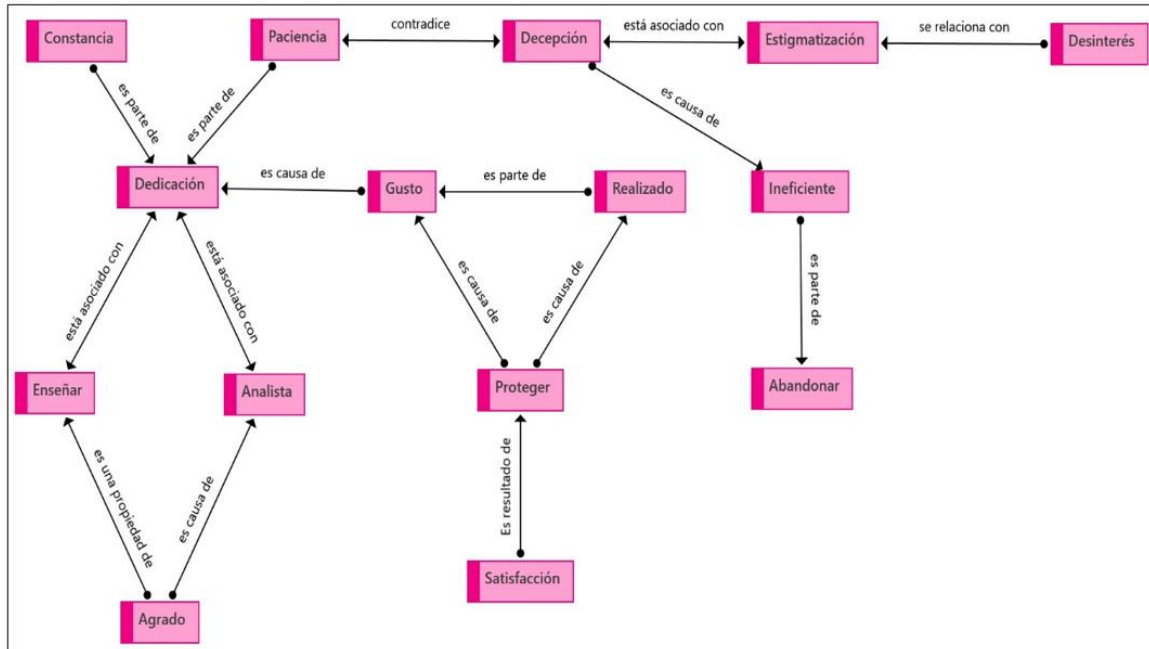 Constancia
Paciencia
contradice
Decepción
está asociado con
Estigmatización
se relaciona con
Desinterés
es parte de
es parte de
es causa de
Dedicación
es causa de
Gusto
es parte de
Realizado
Ineficiente
está asociado con
está asociado con
es causa de
es causa de
es parte de
Enseñar
Analista
Proteger
Abandonar
es una propiedad de
es causa de
Es resultado de
Satisfacción
Agrado